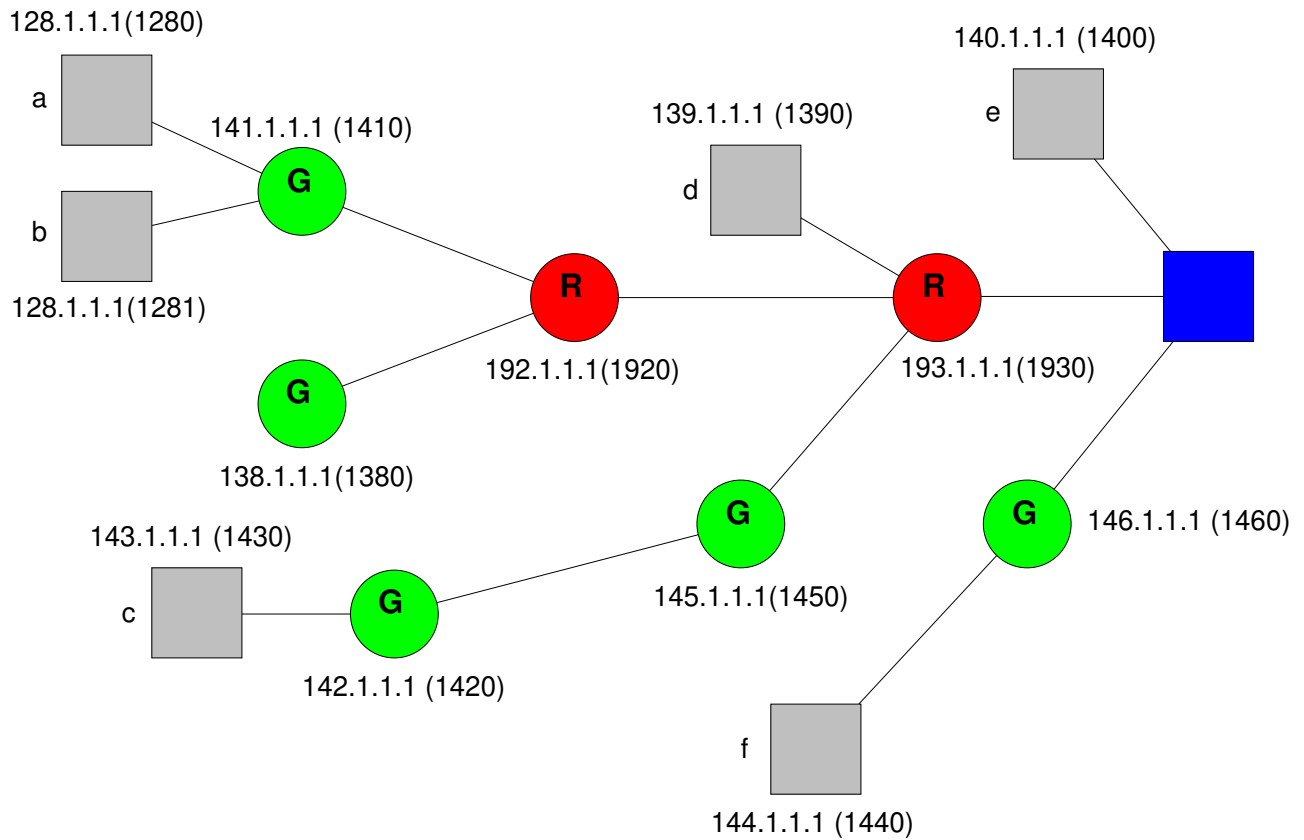 128.1.1.1(1280)
140.1.1.1 (1400)
a
139.1.1.1 (1390)
e
141.1.1.1 (1410)
G
d
b
128.1.1.1(1281)
R
R
192.1.1.1(1920)
193.1.1.1(1930)
G
138.1.1.1(1380)
143.1.1.1 (1430)
G
G
146.1.1.1 (1460)
145.1.1.1(1450)
c
G
142.1.1.1 (1420)
f
144.1.1.1 (1440)